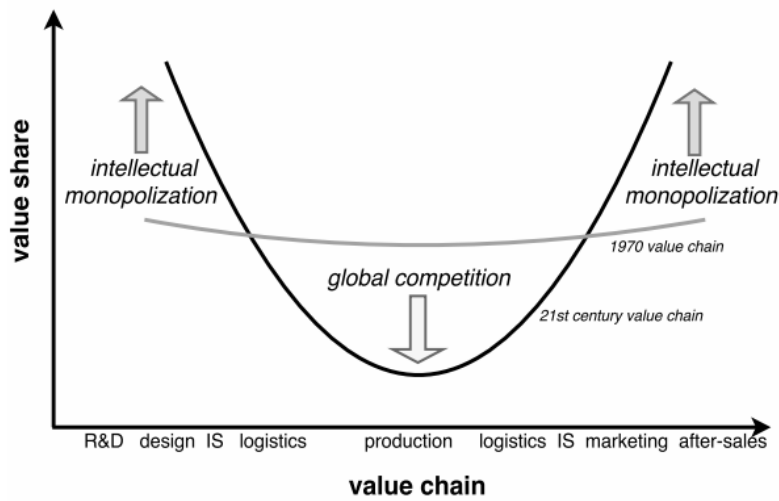 value share
intellectual
monopolization
intellectual
monopolization
1970 value chain
global competition
21st century value chain
R&D design IS logistics production logistics IS marketing after-sales
value chain